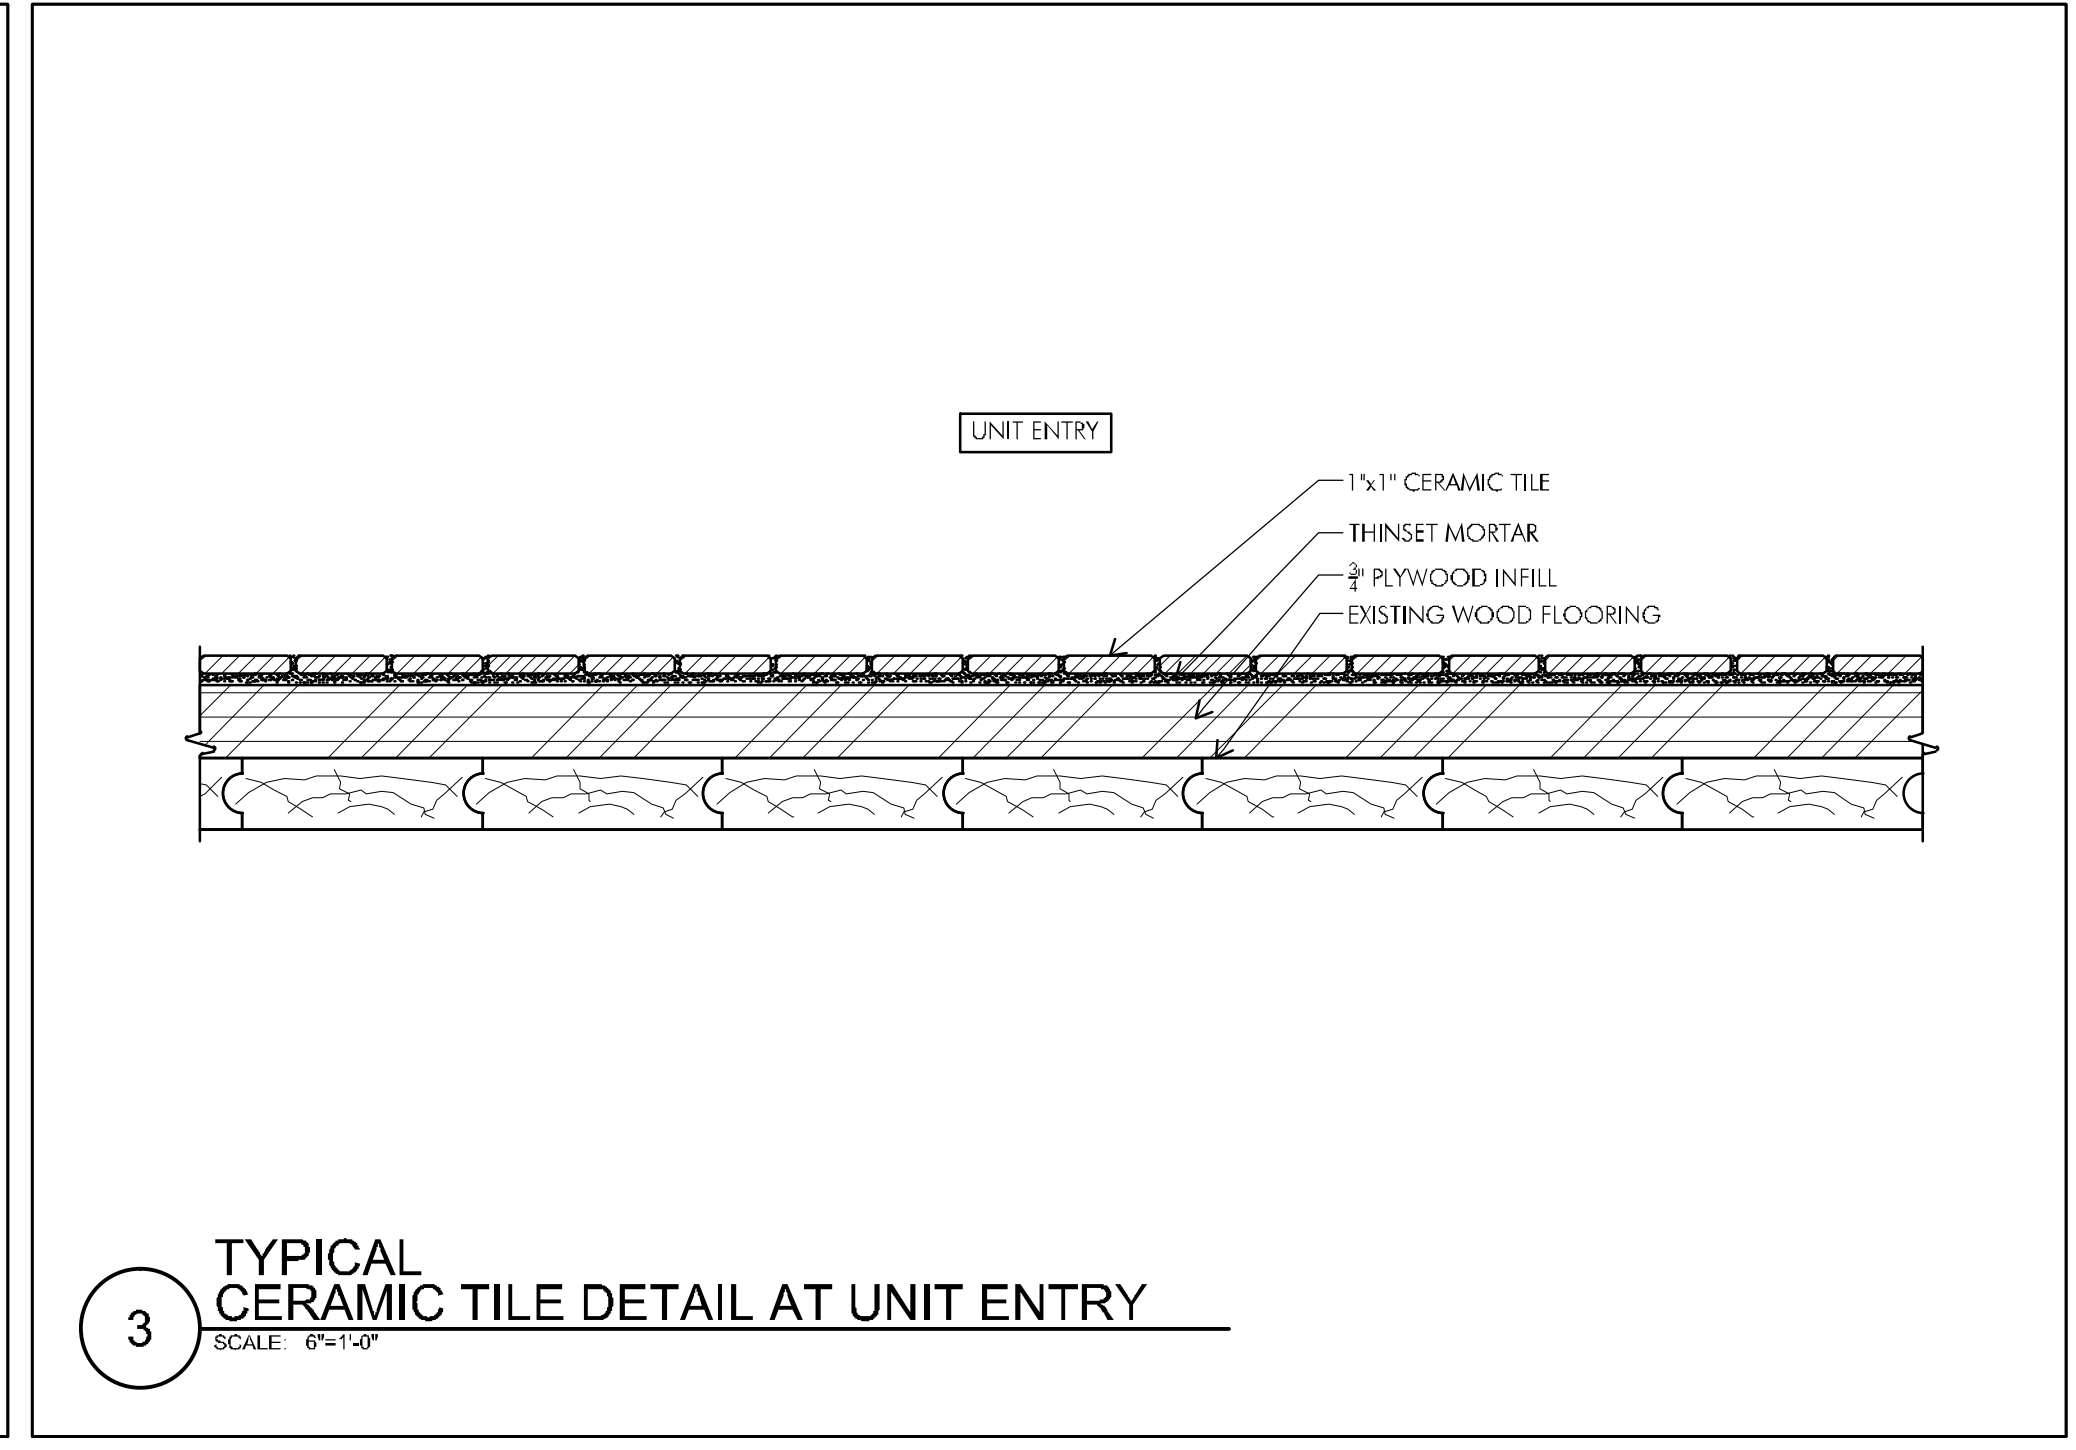 UNIT ENTRY
1"x1" CERAMIC TILE
THINSET MORTAR
3/4" PLYWOOD INFILL
EXISTING WOOD FLOORING
TYPICAL
3 CERAMIC TILE DETAIL AT UNIT ENTRY
SCALE: 6"=1'-0"